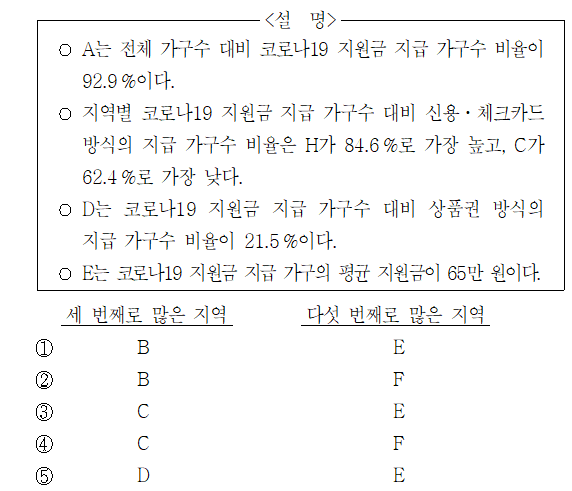 <설 명>
○ A는 전체 가구수 대비 코로나19 지원금 지급 가구수 비율이
92.9%이다.
○ 지역별 코로나19 지원금 지급 가구수 대비 신용·체크카드
방식의 지급 가구수 비율은 H가 84.6%로 가장 높고, C가
62.4%로 가장 낮다.
○ D는 코로나19 지원금 지급 가구수 대비 상품권 방식의
지급 가구수 비율이 21.5%이다.
○ E는 코로나19 지원금 지급 가구의 평균 지원금이 65만 원이다.
세 번째로 많은 지역 다섯 번째로 많은 지역
① B E
② B F
③ C E
④ C F
⑤ D E